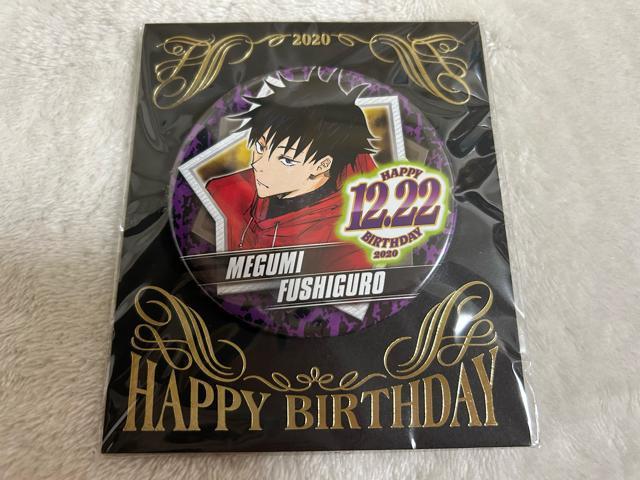 2020
HAPPY
12.22
BIRTHDAY
2020
MEGUMI
FUSHIGURO
HAPPY BIRTHDAY